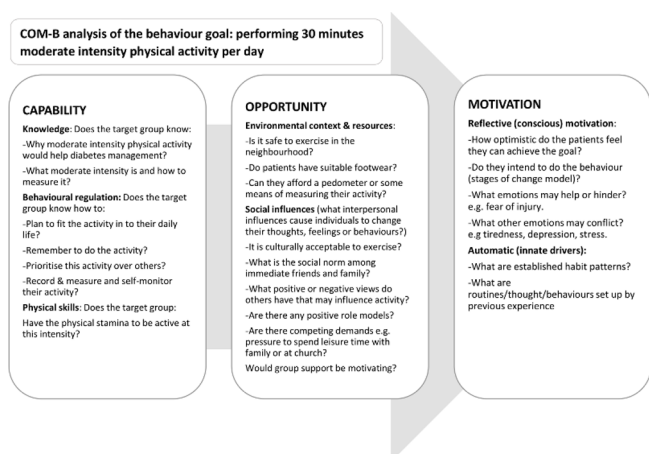 COM-B analysis of the behaviour goal: performing 30 minutes
moderate intensity physical activity per day
CAPABILITY
Knowledge: Does the target group know:
-Why moderate intensity physical activity
would help diabetes management?
-What moderate intensity is and how to
measure it?
Behavioural regulation: Does the target
group know how to:
-Plan to fit the activity in to their daily
life?
-Remember to do the activity?
-Prioritise this activity over others?
-Record & measure and self-monitor
their activity?
Physical skills: Does the target group:
Have the physical stamina to be active at
this intensity?
OPPORTUNITY
Environmental context & resources:
-Is it safe to exercise in the
neighbourhood?
-Do patients have suitable footwear?
-Can they afford a pedometer or some
means of measuring their activity?
Social influences (what interpersonal
influences cause individuals to change
their thoughts, feelings or behaviours?)
-It is culturally acceptable to exercise?
-What is the social norm among
immediate friends and family?
-What positive or negative views do
others have that may influence activity?
-Are there any positive role models?
-Are there competing demands e.g.
pressure to spend leisure time with
family or at church?
Would group support be motivating?
MOTIVATION
Reflective (conscious) motivation:
-How optimistic do the patients feel
they can achieve the goal?
-Do they intend to do the behaviour
(stages of change model)?
-What emotions may help or hinder?
e.g. fear of injury.
-What other emotions may conflict?
e.g tiredness, depression, stress.
Automatic (innate drivers):
-What are established habit patterns?
-What are
routines/thought/behaviours set up by
previous experience